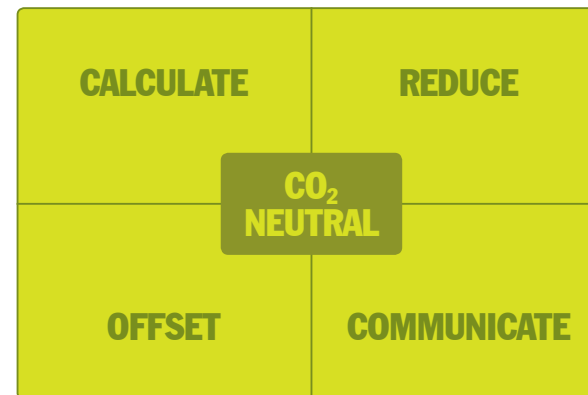 CALCULATE
REDUCE
CO₂
NEUTRAL
OFFSET
COMMUNICATE